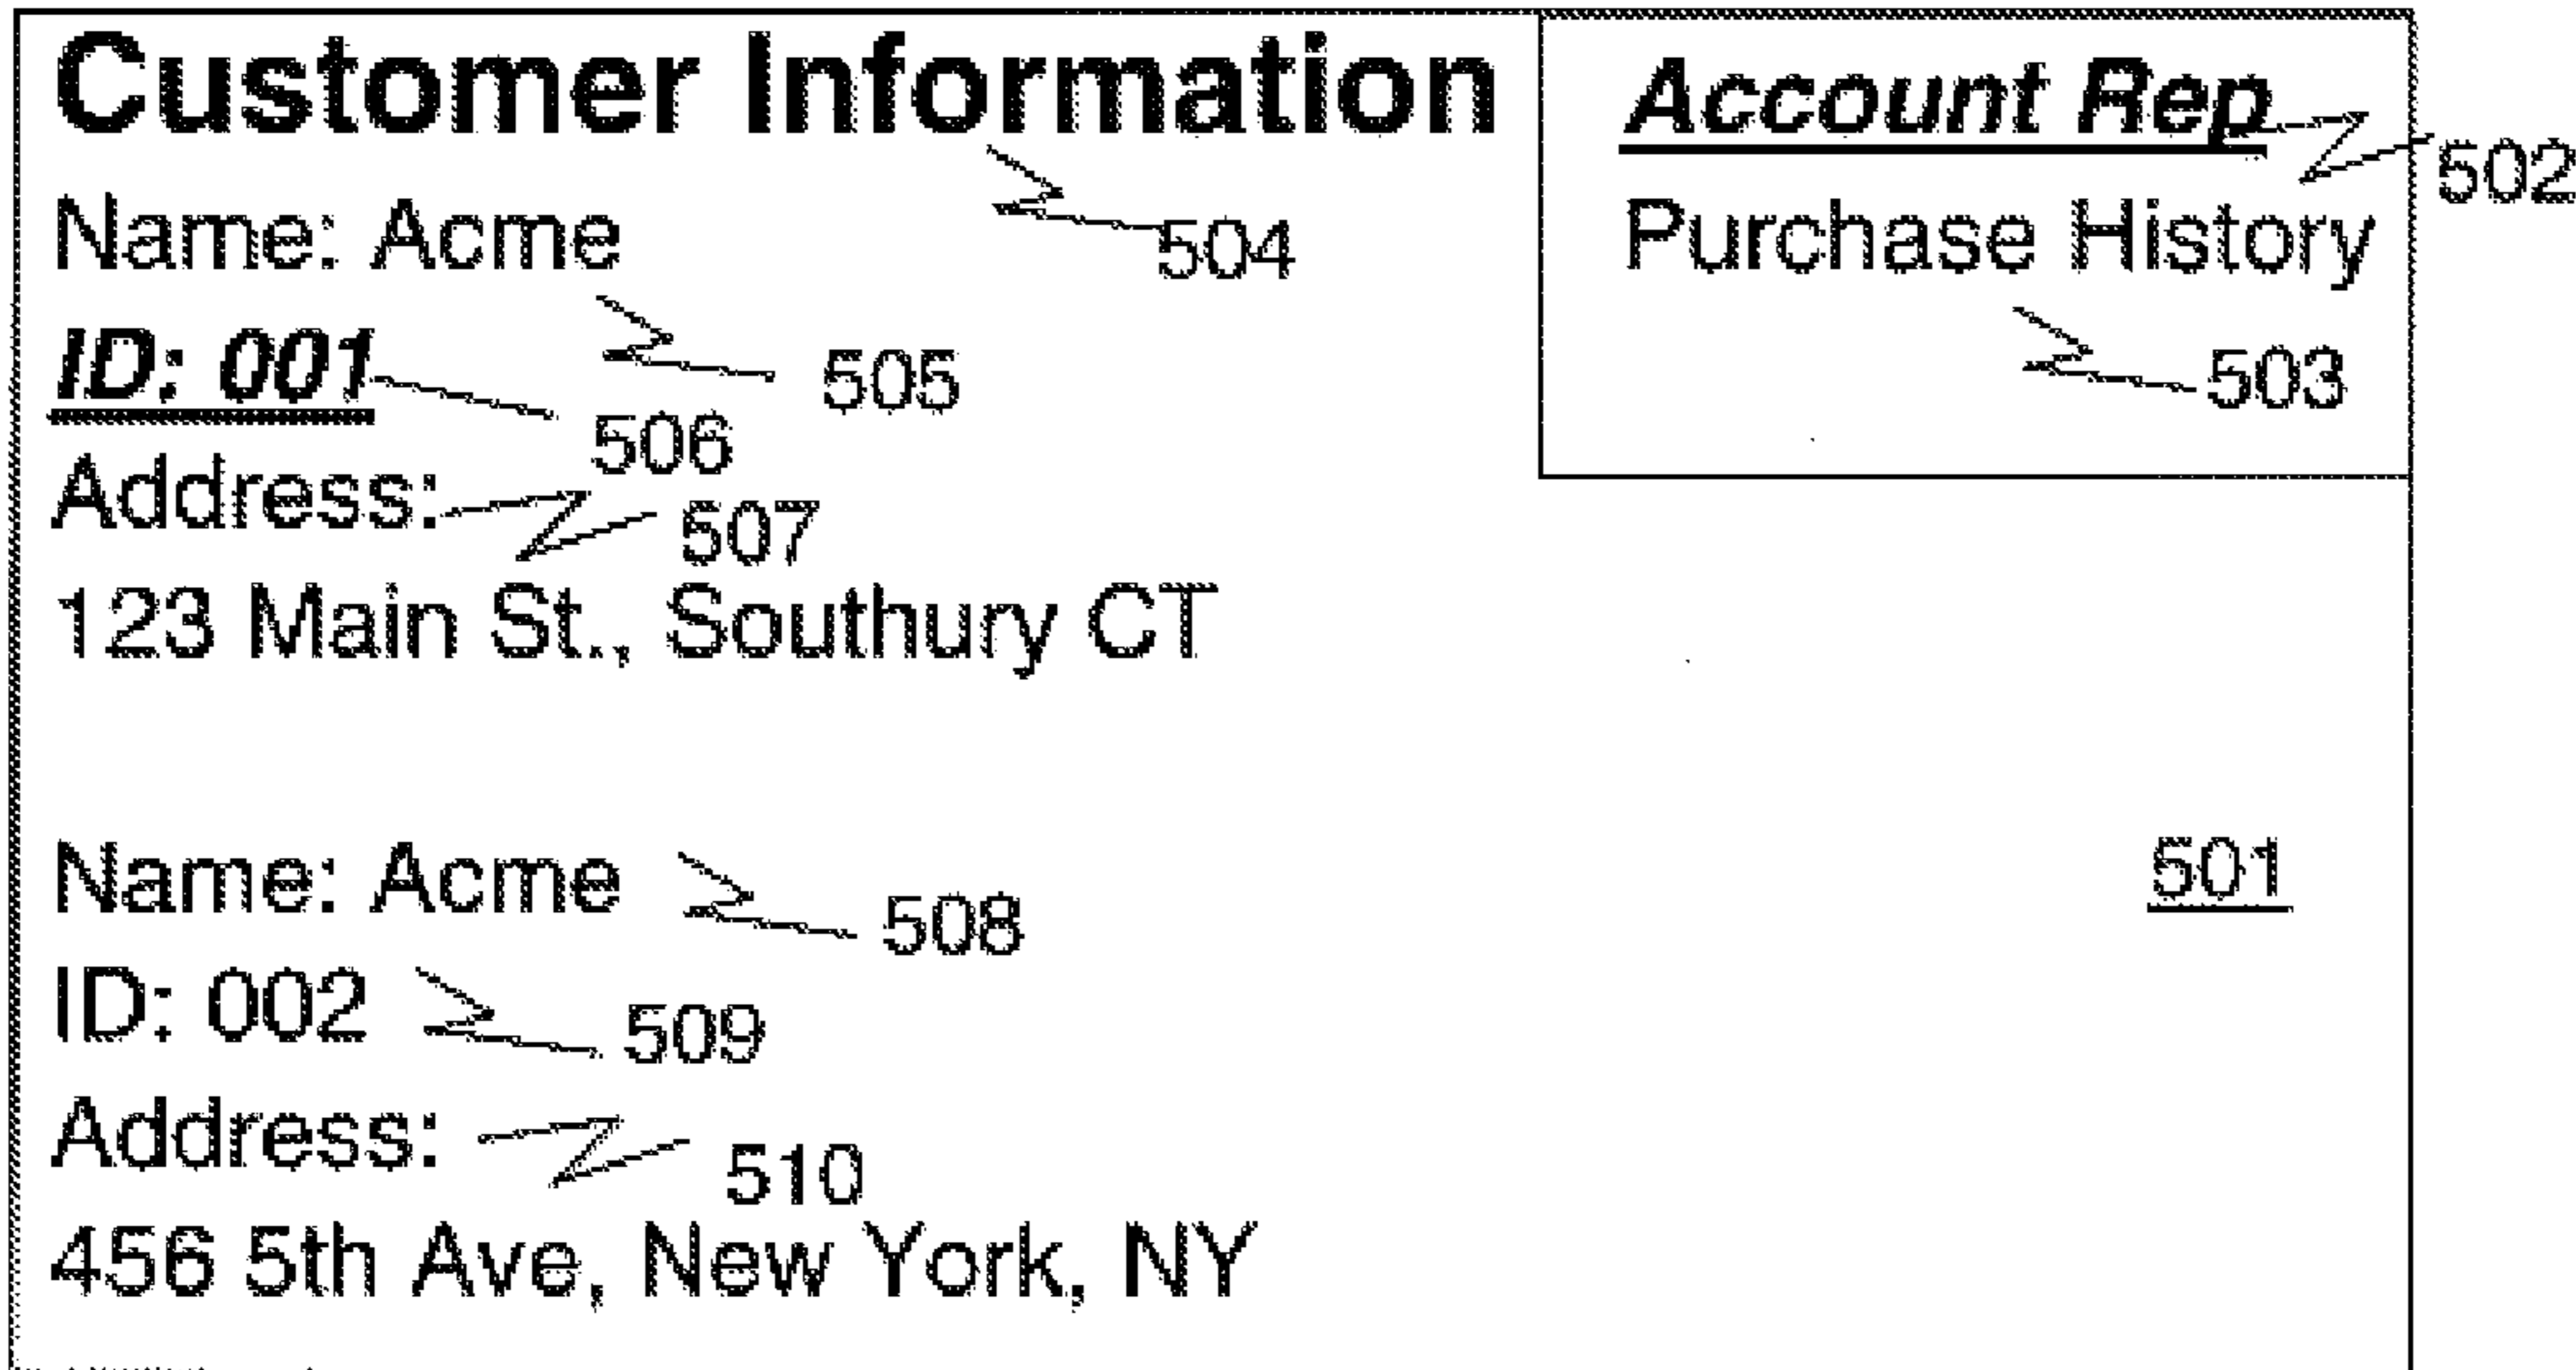 Customer Information
Name: Acme
504
ID: 001
505
506
Address:
507
123 Main St., Southury CT
Name: Acme
508
ID: 002
509
Address:
510
456 5th Ave, New York, NY
Account Rep
502
Purchase History
503
501